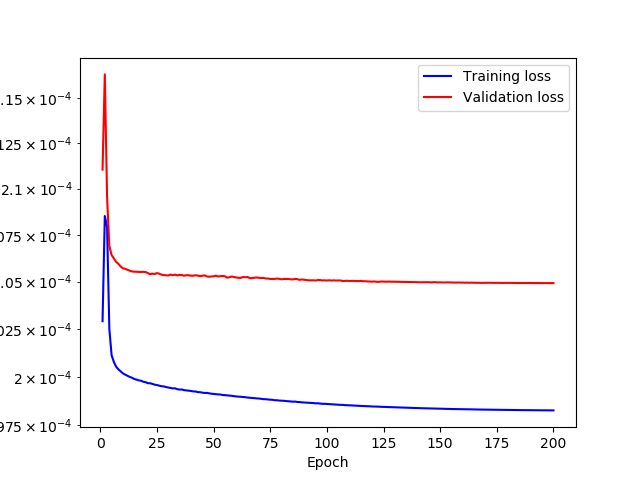 Training loss
Validation loss
.15 × 10⁻⁴
125 × 10⁻⁴
2.1 × 10⁻⁴
075 × 10⁻⁴
.05 × 10⁻⁴
025 × 10⁻⁴
2 × 10⁻⁴
975 × 10⁻⁴
0 25 50 75 100 125 150 175 200
Epoch